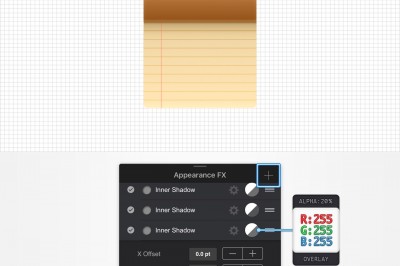 Appearance FX
Inner Shadow
Inner Shadow
Inner Shadow
X Offset
0.0 pt
ALPHA: 20%
R: 255
G: 255
B: 255
OVERLAY